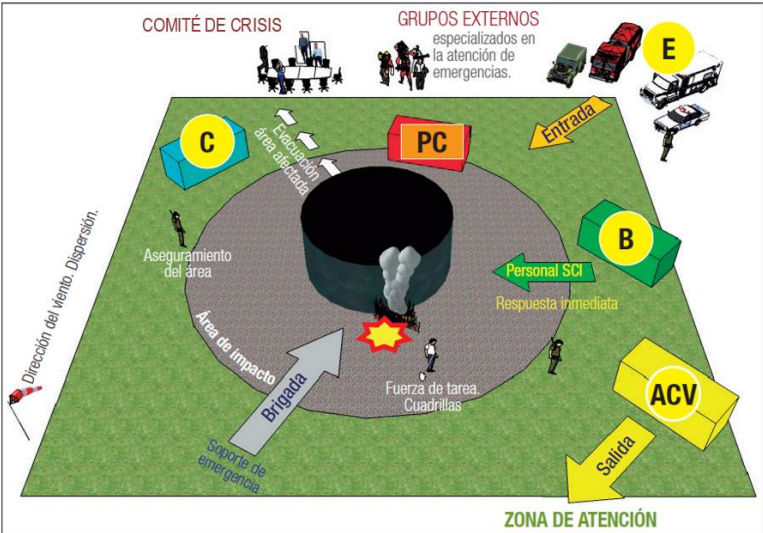 COMITÉ DE CRISIS
GRUPOS EXTERNOS
especializados en
la atención de
emergencias.
E
Entrada
C
Evacuación
área afectada
PC
Dirección del viento. Dispersión.
Aseguramiento
del área
B
Personal SCI
Respuesta inmediata
Área de impacto
Brigada
Soporte de
emergencia
Fuerza de tarea.
Cuadrillas
ACV
Salida
ZONA DE ATENCIÓN